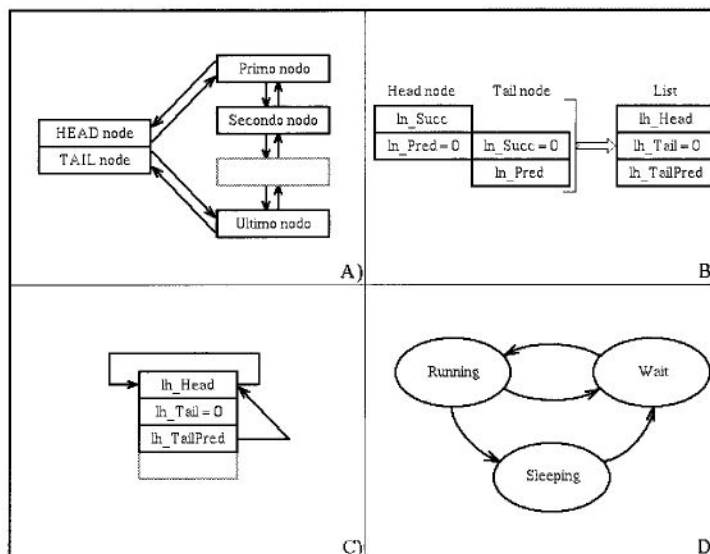 Primo nodo
Secondo nodo
HEAD node
TAIL node
Ultimo nodo
A)
Head node Tail node List
ln_Succ lh_Head
ln_Pred = 0 ln_Succ = 0 lh_Tail = 0
ln_Pred lh_TailPred
B
lh_Head
lh_Tail = 0
lh_TailPred
C)
Running Wait
Sleeping
D